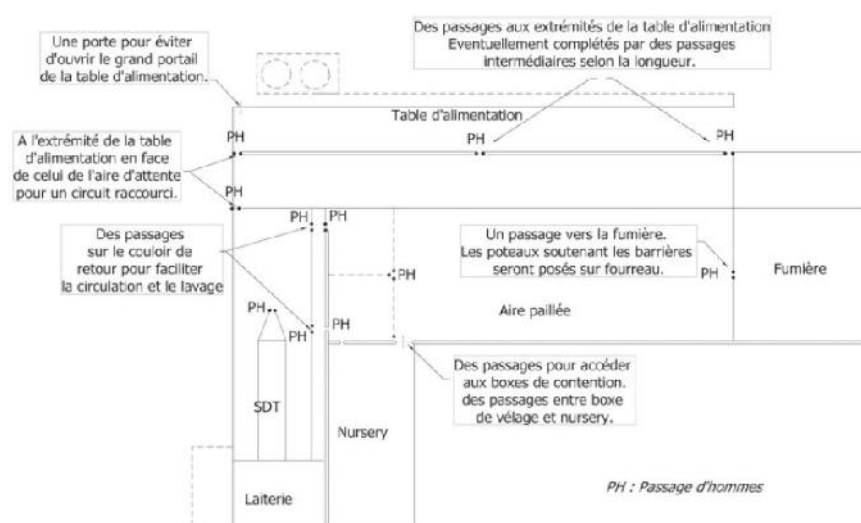 Une porte pour éviter
d'ouvrir le grand portail
de la table d'alimentation.
Des passages aux extrémités de la table d'alimentation
Eventuellement complétés par des passages
intermédiaires selon la longueur.
Table d'alimentation
PH
PH
PH
A l'extrémité de la table
d'alimentation en face
de celui de l'aire d'attente
pour un circuit raccourci.
PH
Des passages
sur le couloir de
retour pour faciliter
la circulation et le lavage
PH
PH
Un passage vers la fumière.
Les poteaux soutenant les barrières
seront posés sur fourreau.
PH
PH
Fumière
Aire paillée
PH
PH
PH
Des passages pour accéder
aux boxes de contention.
des passages entre boxe
de vélage et nursery.
SDT
Nursery
Laiterie
PH : Passage d'hommes